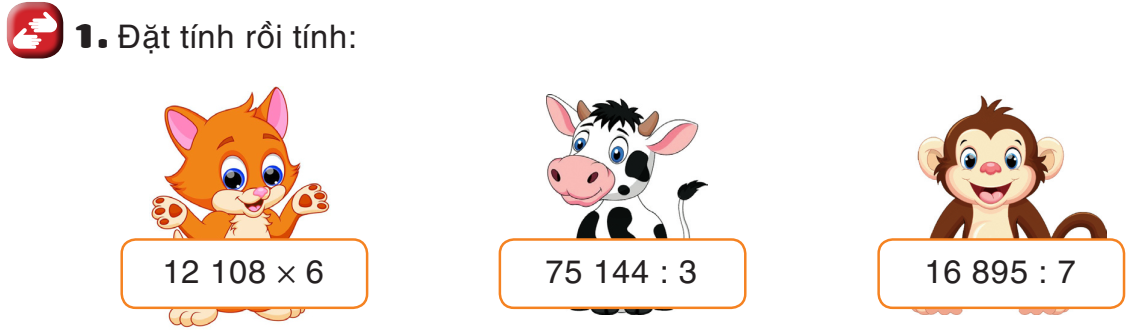 1. Đặt tính rồi tính:
12 108 × 6
75 144 : 3
16 895 : 7